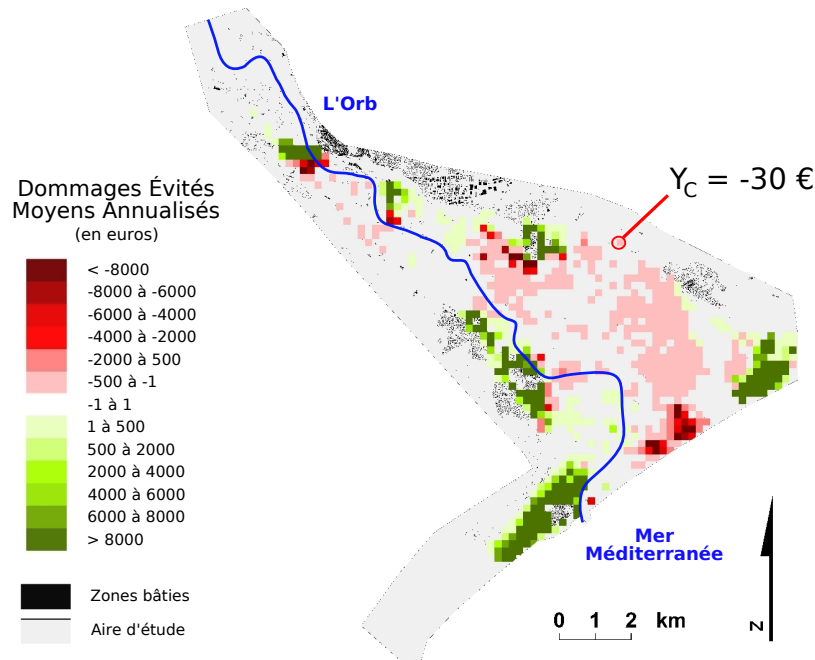 L'Orb
Y_C = -30 €
Dommages Évités
Moyens Annualisés
(en euros)
< -8000
-8000 à -6000
-6000 à -4000
-4000 à -2000
-2000 à 500
-500 à -1
-1 à 1
1 à 500
500 à 2000
2000 à 4000
4000 à 6000
6000 à 8000
> 8000
Zones bâties
Aire d'étude
Mer
Méditerranée
0 1 2 km
N